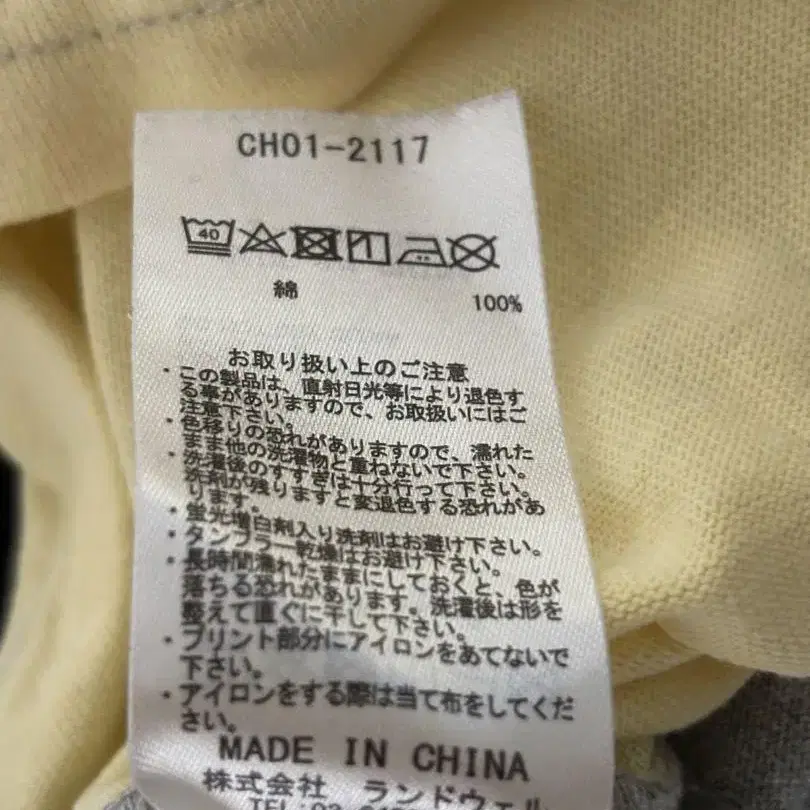 CH01-2117
40
綿 100%
お取り扱い上のご注意
・この製品は、直射日光等により退色す
る事がありますので、お取扱いにはご
注意下さい。
・色移りの恐れがありますので、濡れた
まま他の洗濯物と重ねないで下さい。
・洗濯後のすすぎは十分行って下さい。
洗剤が残りますと変退色する恐れがあ
ります。
・蛍光増白剤入り洗剤はお避け下さい。
・タンブラー乾燥はお避け下さい。
・長時間濡れたままにしておくと、色が
落ちる恐れがあります。洗濯後は形を
整えて直ぐに干して下さい。
・プリント部分にアイロンをあてないで
下さい。
・アイロンをする際は当て布をしてくだ
さい。
MADE IN CHINA
株式会社 ランドウェル
TEL:03